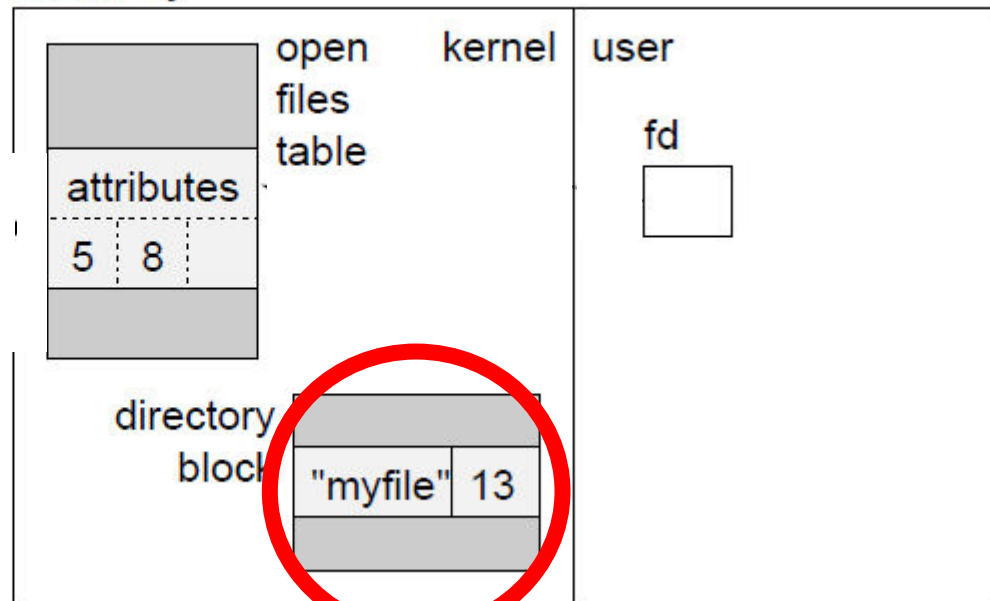 open kernel user
files
table
fd
attributes
5 8
directory
block
"myfile" 13